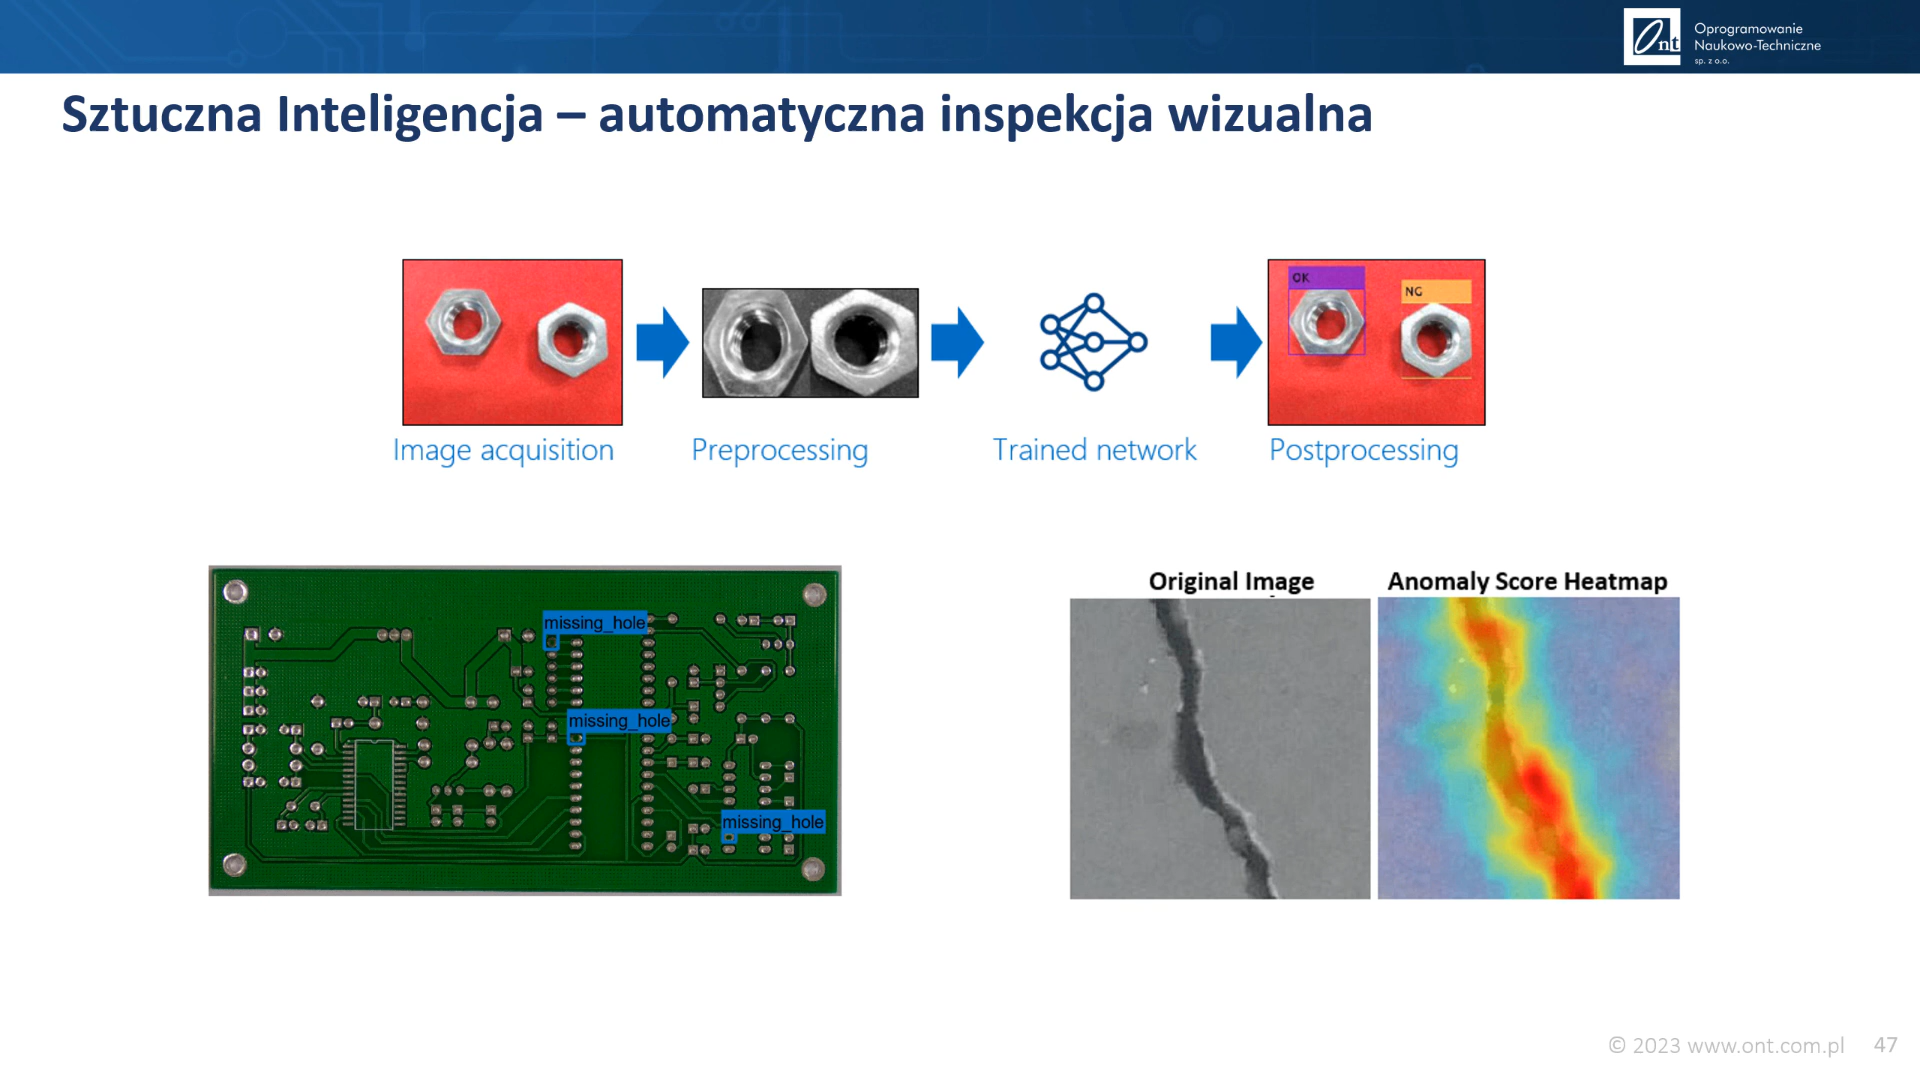 Ont
Oprogramowanie
Naukowo-Techniczne
sp. z o.o.
Sztuczna Inteligencja – automatyczna inspekcja wizualna
OK
NG
Image acquisition
Preprocessing
Trained network
Postprocessing
missing_hole
missing_hole
missing_hole
Original Image
Anomaly Score Heatmap
© 2023 www.ont.com.pl
47